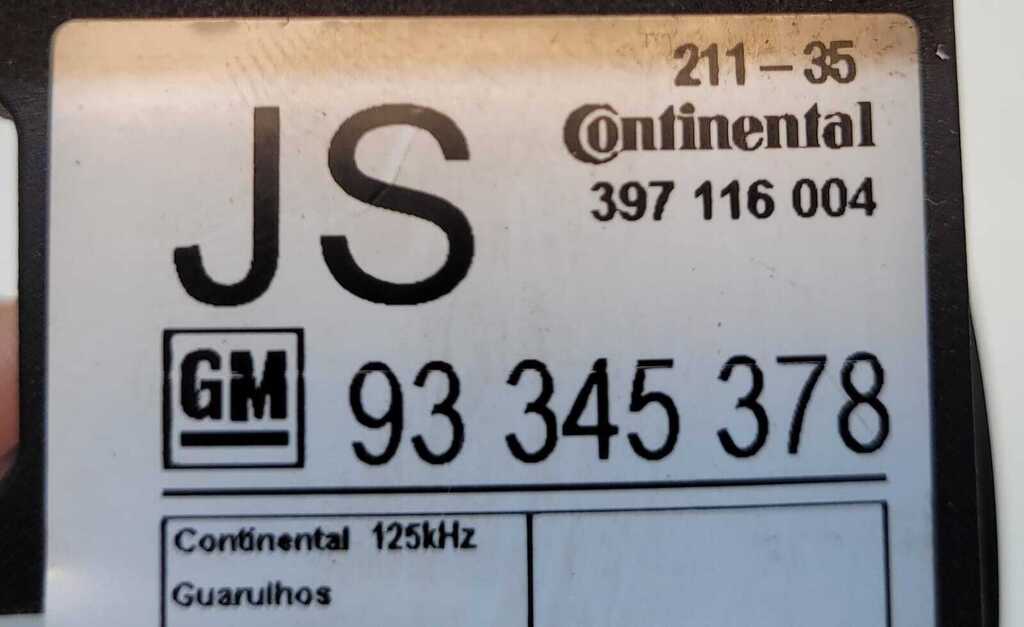 211-35
JS
Continental
397 116 004
GM
93 345 378
Continental 125kHz
Guarulhos